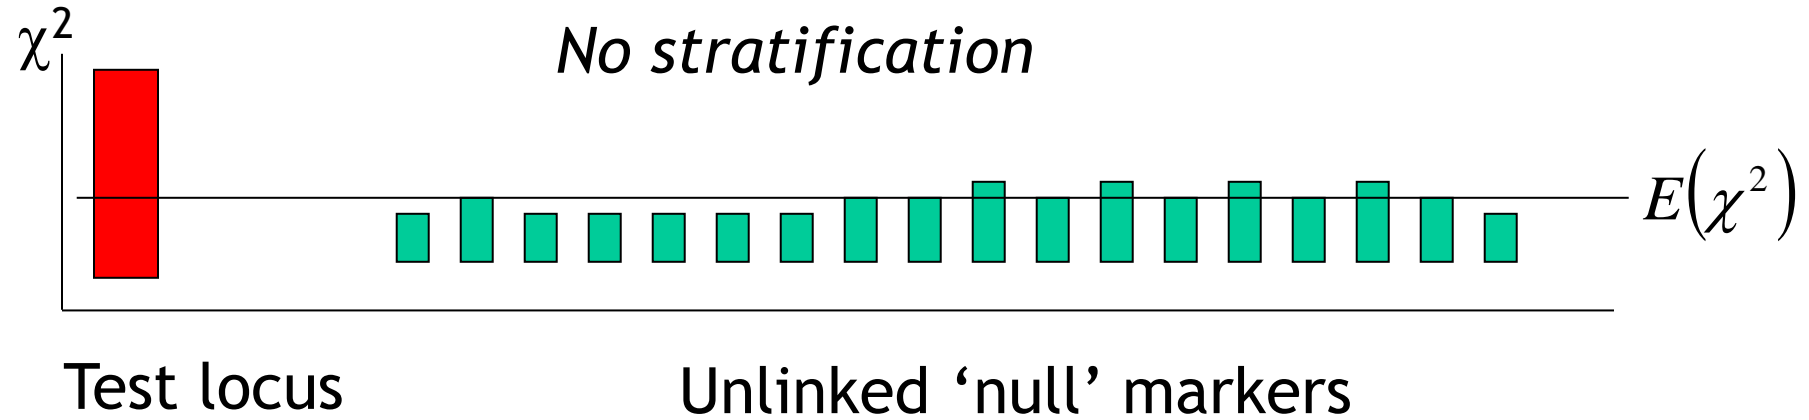 χ²
No stratification
E(χ²)
Test locus
Unlinked ‘null’ markers